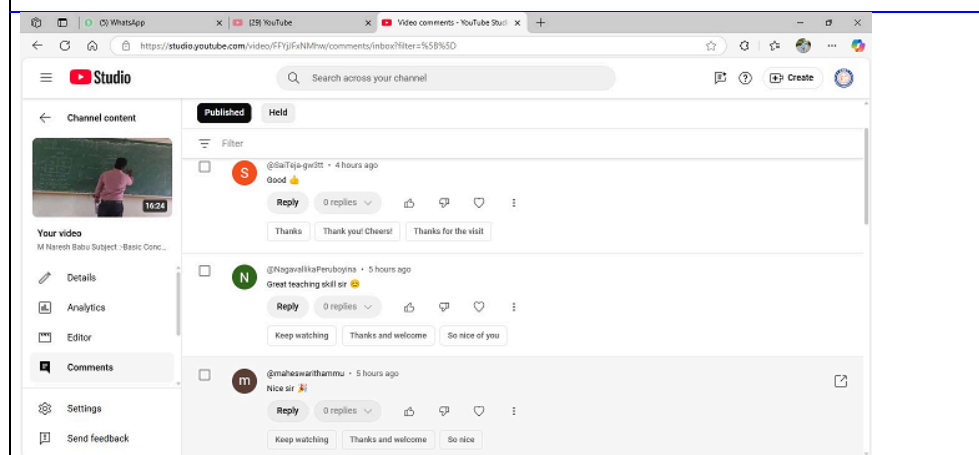 (5) WhatsApp
(29) YouTube
Video comments - YouTube Stud
https://studio.youtube.com/video/FFYjJFxNMhw/comments/inbox?filter=%5B%5D
Studio
Search across your channel
Create
Channel content
Published
Held
Filter
16:24
Your video
M Naresh Babu Subject :-Basic Conc...
Details
Analytics
Editor
Comments
Settings
Send feedback
S
@SaiTeja-gw3tt • 4 hours ago
Good 👍
Reply
0 replies
Thanks
Thank you! Cheers!
Thanks for the visit
N
@NagavallikaPeruboyina • 5 hours ago
Great teaching skill sir 😊
Reply
0 replies
Keep watching
Thanks and welcome
So nice of you
m
@maheswarithammu • 5 hours ago
Nice sir 🎉
Reply
0 replies
Keep watching
Thanks and welcome
So nice